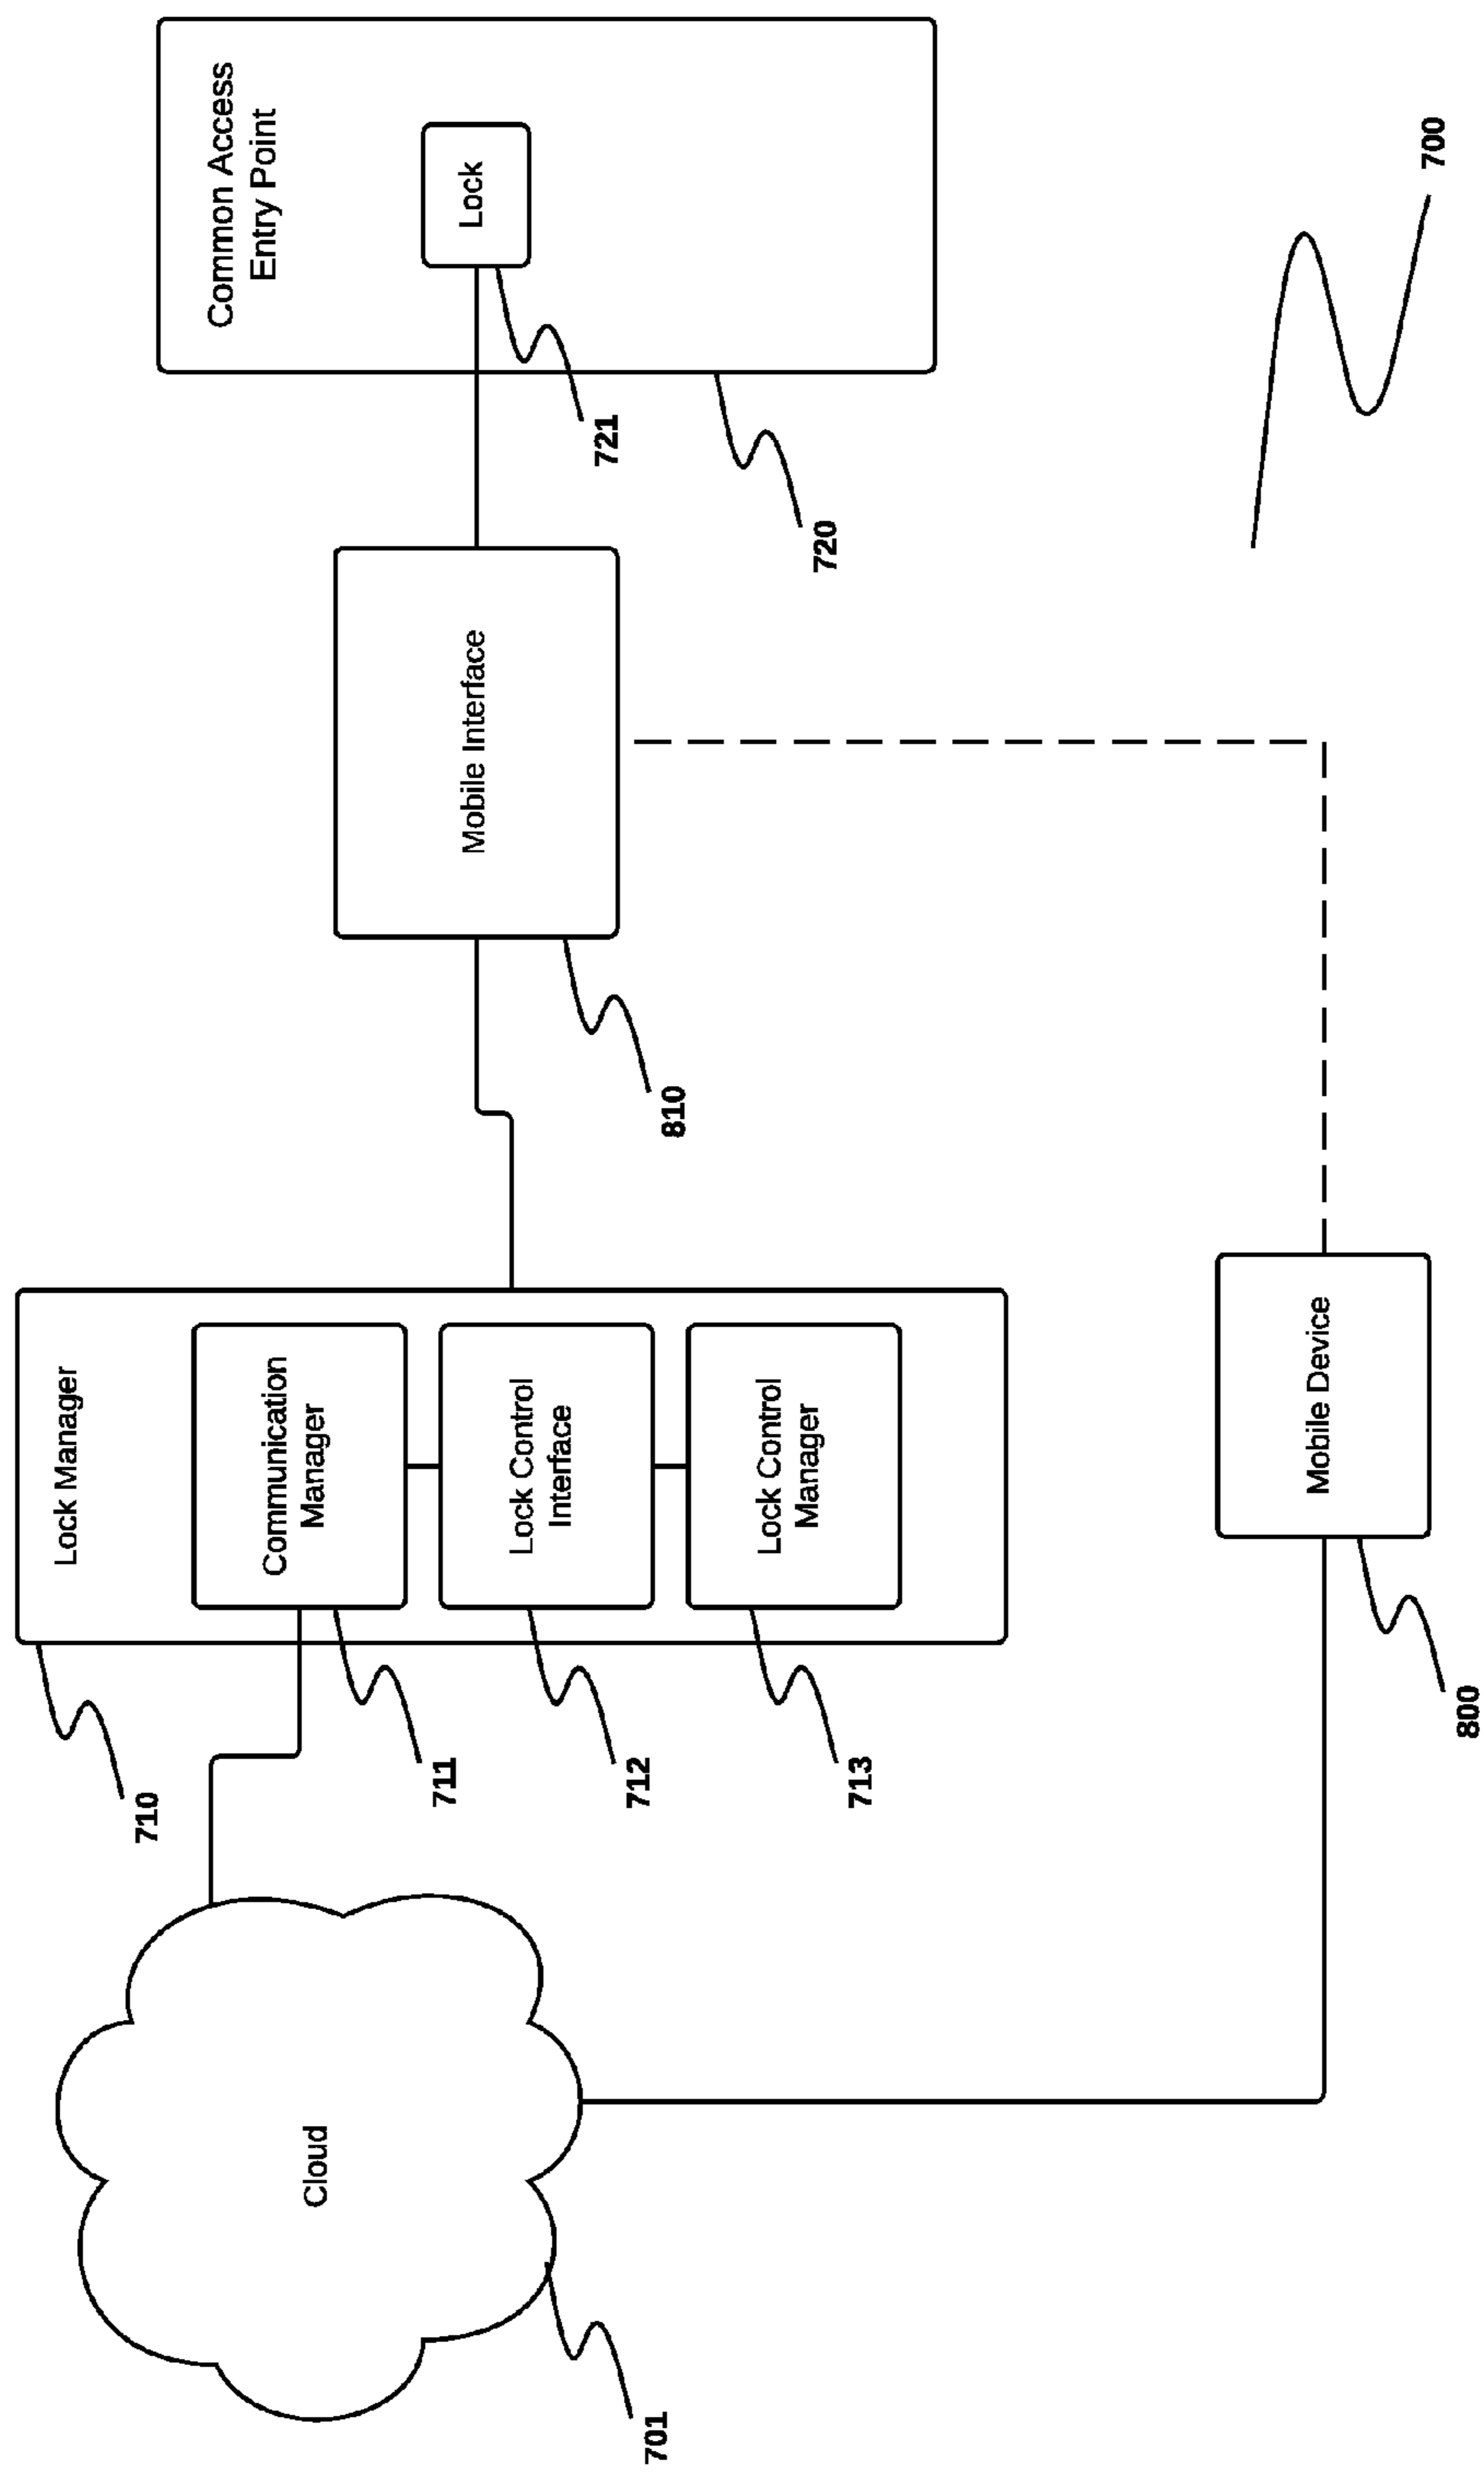 Lock Manager
Communication
Manager
Lock Control
Interface
Lock Control
Manager
710
711
712
713
Cloud
701
Mobile Interface
810
Common Access
Entry Point
Lock
721
720
Mobile Device
800
700